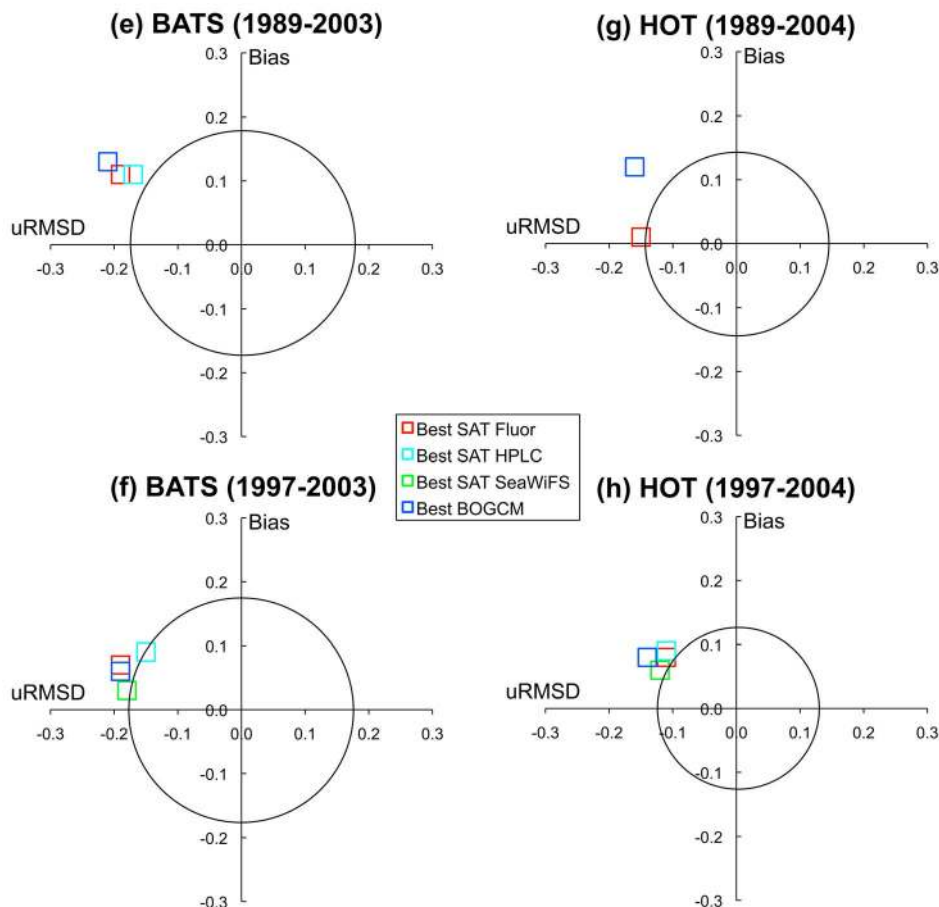 (e) BATS (1989-2003)
0.3
Bias
0.2
0.1
uRMSD
0.0
-0.3 -0.2 -0.1 0.0 0.1 0.2 0.3
-0.1
-0.2
-0.3
(g) HOT (1989-2004)
0.3
Bias
0.2
0.1
uRMSD
0.0
-0.3 -0.2 -0.1 0.0 0.1 0.2 0.3
-0.1
-0.2
-0.3
Best SAT Fluor
Best SAT HPLC
Best SAT SeaWiFS
Best BOGCM
(f) BATS (1997-2003)
0.3
Bias
0.2
0.1
uRMSD
0.0
-0.3 -0.2 -0.1 0.0 0.1 0.2 0.3
-0.1
-0.2
-0.3
(h) HOT (1997-2004)
0.3
Bias
0.2
0.1
uRMSD
0.0
-0.3 -0.2 -0.1 0.0 0.1 0.2 0.3
-0.1
-0.2
-0.3